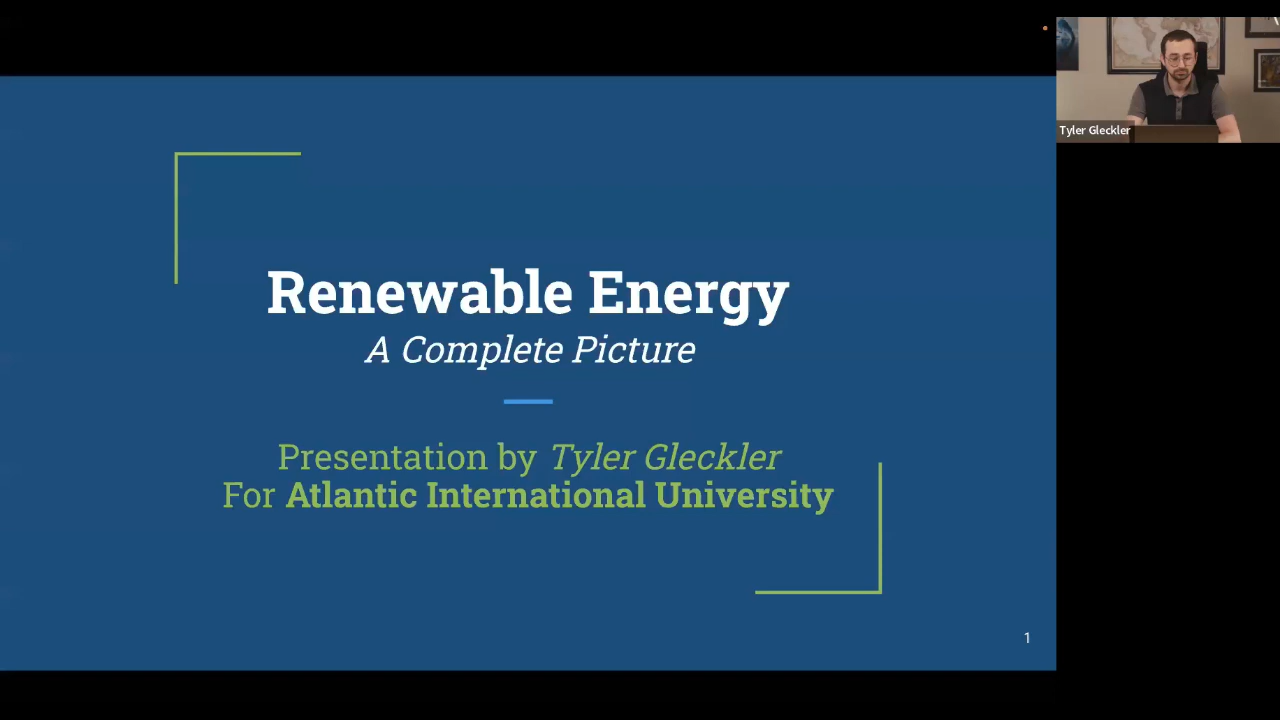 Renewable Energy
A Complete Picture
Presentation by Tyler Gleckler
For Atlantic International University
1
Tyler Gleckler